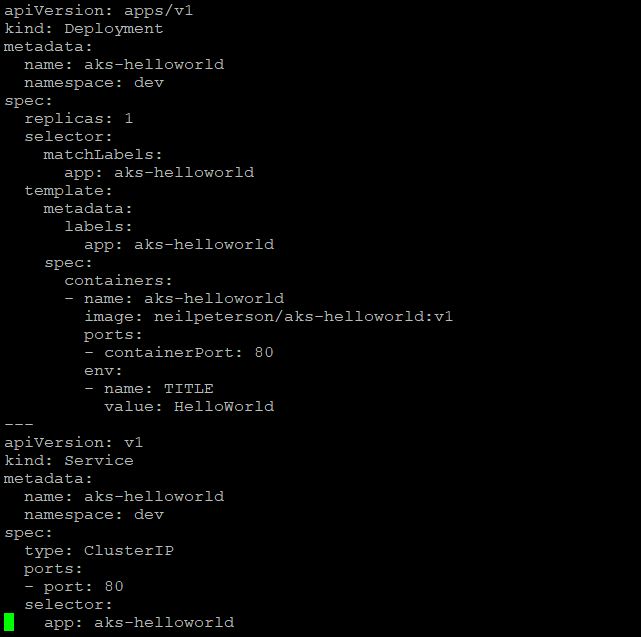 apiVersion: apps/v1
kind: Deployment
metadata:
  name: aks-helloworld
  namespace: dev
spec:
  replicas: 1
  selector:
    matchLabels:
      app: aks-helloworld
  template:
    metadata:
      labels:
        app: aks-helloworld
    spec:
      containers:
      - name: aks-helloworld
        image: neilpeterson/aks-helloworld:v1
        ports:
        - containerPort: 80
        env:
        - name: TITLE
          value: HelloWorld
---
apiVersion: v1
kind: Service
metadata:
  name: aks-helloworld
  namespace: dev
spec:
  type: ClusterIP
  ports:
  - port: 80
  selector:
    app: aks-helloworld